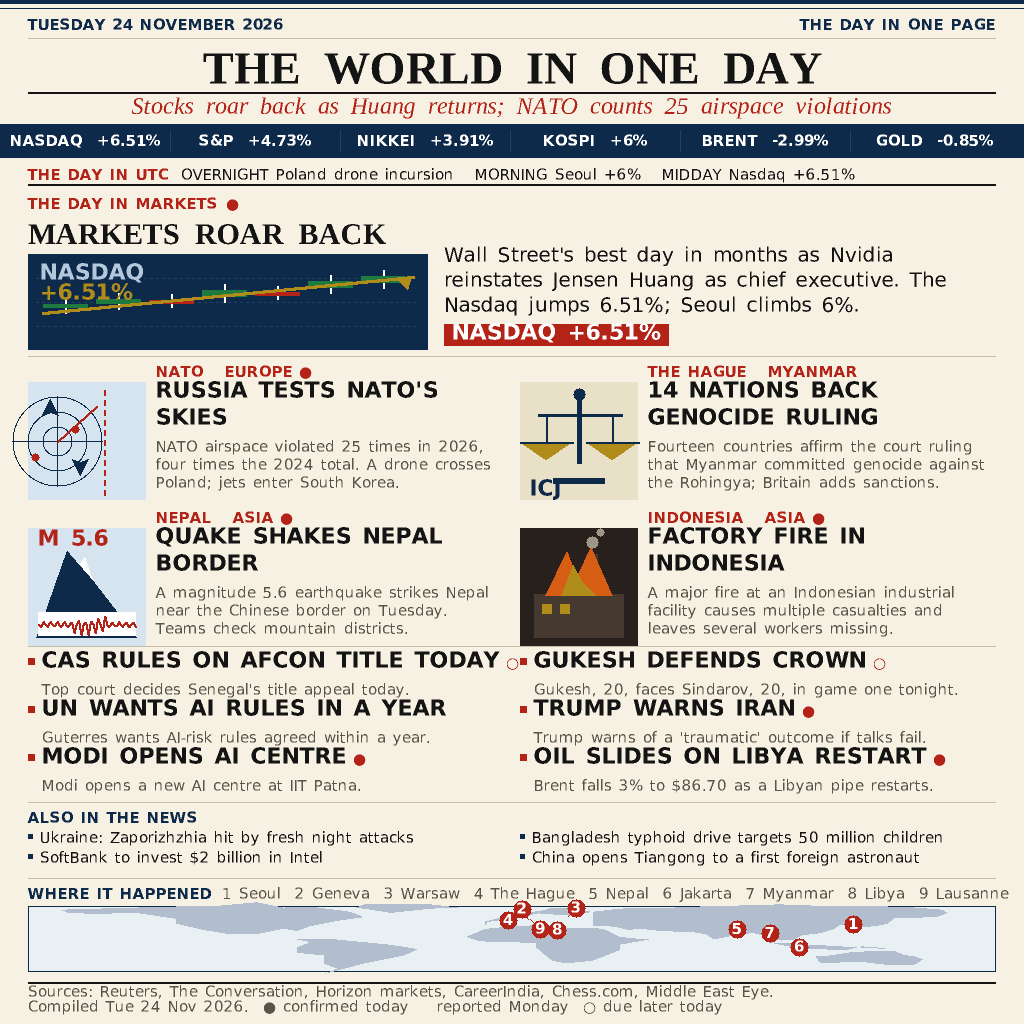 TUESDAY 24 NOVEMBER 2026
THE DAY IN ONE PAGE
THE WORLD IN ONE DAY
Stocks roar back as Huang returns; NATO counts 25 airspace violations
NASDAQ +6.51% S&P +4.73% NIKKEI +3.91% KOSPI +6% BRENT -2.99% GOLD -0.85%
THE DAY IN UTC OVERNIGHT Poland drone incursion MORNING Seoul +6% MIDDAY Nasdaq +6.51%
THE DAY IN MARKETS ●
MARKETS ROAR BACK
NASDAQ
+6.51%
Wall Street's best day in months as Nvidia
reinstates Jensen Huang as chief executive. The
Nasdaq jumps 6.51%; Seoul climbs 6%.
NASDAQ +6.51%
NATO EUROPE ●
RUSSIA TESTS NATO'S
SKIES
NATO airspace violated 25 times in 2026,
four times the 2024 total. A drone crosses
Poland; jets enter South Korea.
THE HAGUE MYANMAR
14 NATIONS BACK
GENOCIDE RULING
Fourteen countries affirm the court ruling
that Myanmar committed genocide against
the Rohingya; Britain adds sanctions.
ICJ
NEPAL ASIA ●
M 5.6
QUAKE SHAKES NEPAL
BORDER
A magnitude 5.6 earthquake strikes Nepal
near the Chinese border on Tuesday.
Teams check mountain districts.
INDONESIA ASIA ●
FACTORY FIRE IN
INDONESIA
A major fire at an Indonesian industrial
facility causes multiple casualties and
leaves several workers missing.
CAS RULES ON AFCON TITLE TODAY ○
Top court decides Senegal's title appeal today.
GUKESH DEFENDS CROWN ○
Gukesh, 20, faces Sindarov, 20, in game one tonight.
UN WANTS AI RULES IN A YEAR
Guterres wants AI-risk rules agreed within a year.
TRUMP WARNS IRAN ●
Trump warns of a 'traumatic' outcome if talks fail.
MODI OPENS AI CENTRE ●
Modi opens a new AI centre at IIT Patna.
OIL SLIDES ON LIBYA RESTART ●
Brent falls 3% to $86.70 as a Libyan pipe restarts.
ALSO IN THE NEWS
Ukraine: Zaporizhzhia hit by fresh night attacks
Bangladesh typhoid drive targets 50 million children
SoftBank to invest $2 billion in Intel
China opens Tiangong to a first foreign astronaut
WHERE IT HAPPENED 1 Seoul 2 Geneva 3 Warsaw 4 The Hague 5 Nepal 6 Jakarta 7 Myanmar 8 Libya 9 Lausanne
2 3
4 9 8 5 7 6 1
Sources: Reuters, The Conversation, Horizon markets, CareerIndia, Chess.com, Middle East Eye.
Compiled Tue 24 Nov 2026. ● confirmed today reported Monday ○ due later today